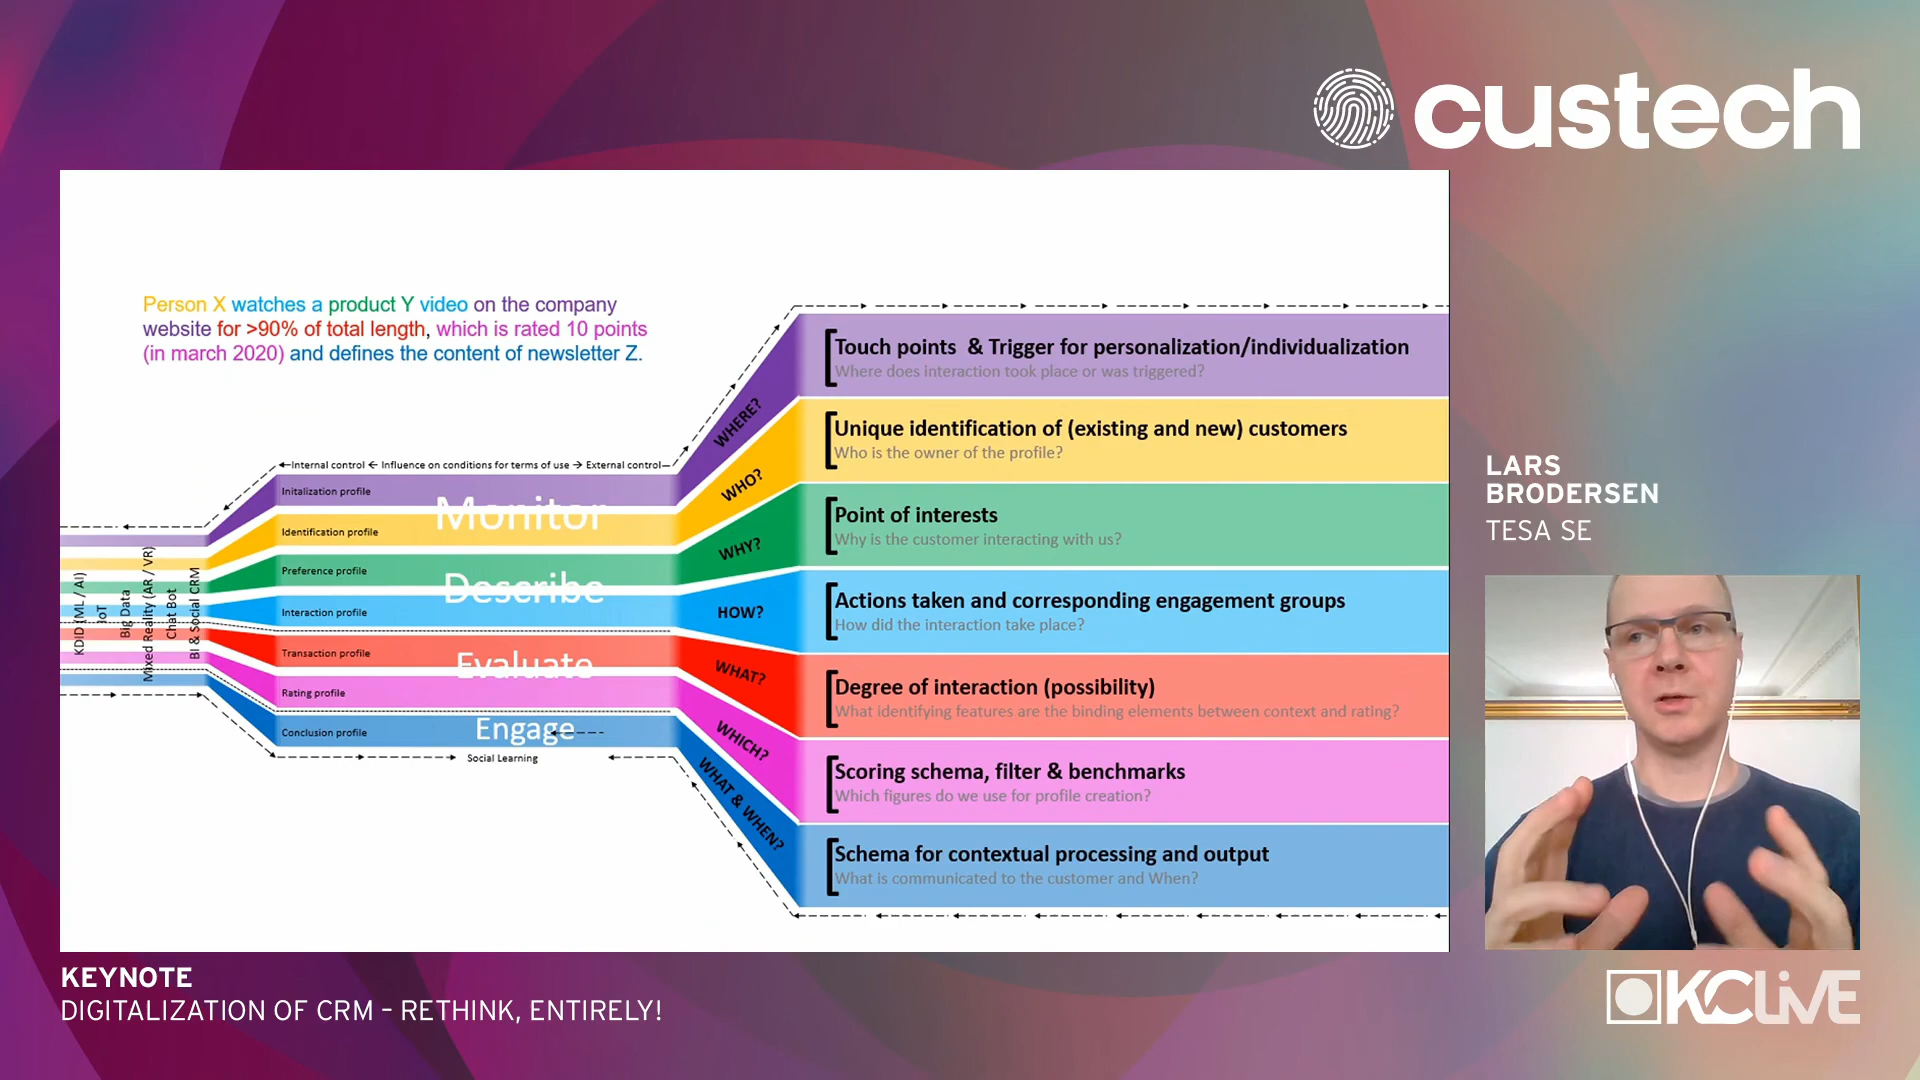 custech
Person X watches a product Y video on the company
website for >90% of total length, which is rated 10 points
(in march 2020) and defines the content of newsletter Z.
Internal control
Influence on conditions for terms of use
External control
Initalization profile
Identification profile
Preference profile
Interaction profile
Transaction profile
Rating profile
Conclusion profile
Monitor
Describe
Evaluate
Engage
Social Learning
KDID (ML / AI)
IoT
Big Data
Mixed Reality (AR / VR)
Chat Bot
BI & Social CRM
WHERE?
Touch points & Trigger for personalization/individualization
Where does interaction took place or was triggered?
WHO?
Unique identification of (existing and new) customers
Who is the owner of the profile?
WHY?
Point of interests
Why is the customer interacting with us?
HOW?
Actions taken and corresponding engagement groups
How did the interaction take place?
WHAT?
Degree of interaction (possibility)
What identifying features are the binding elements between context and rating?
WHICH?
Scoring schema, filter & benchmarks
Which figures do we use for profile creation?
WHAT & WHEN?
Schema for contextual processing and output
What is communicated to the customer and When?
LARS
BRODERSEN
TESA SE
KEYNOTE
DIGITALIZATION OF CRM – RETHINK, ENTIRELY!
KCLiVE